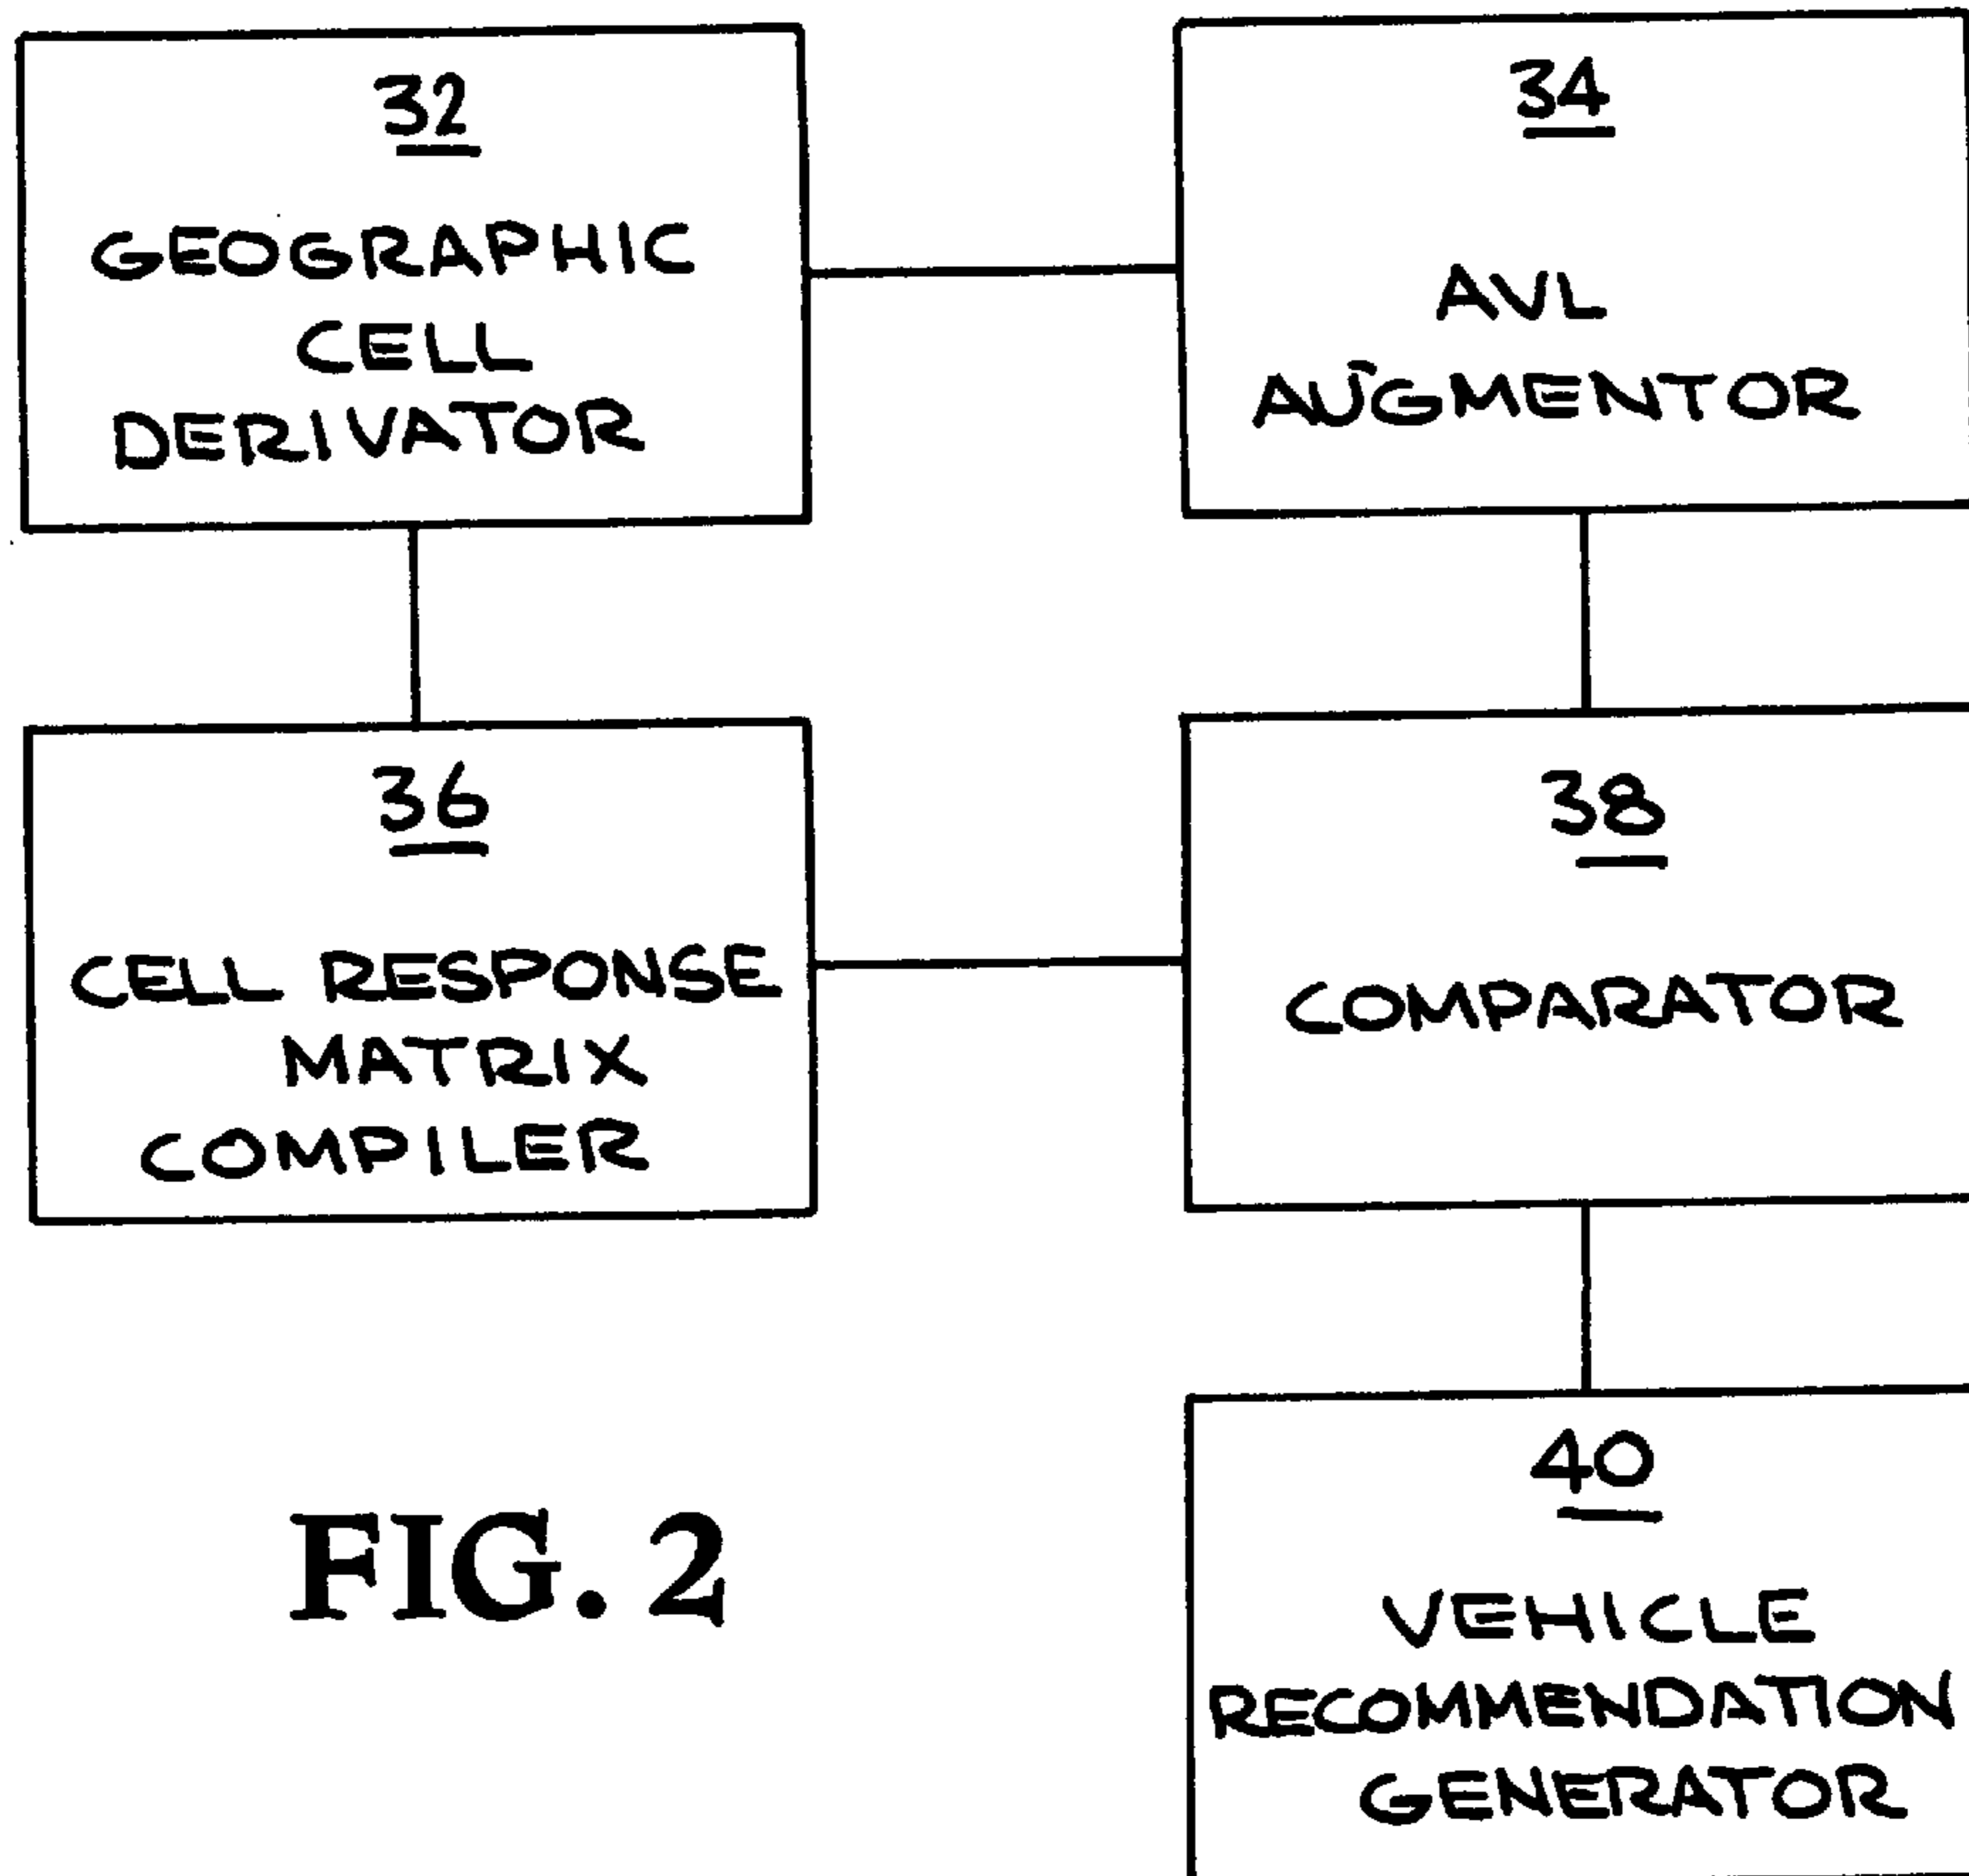 32
GEOGRAPHIC
CELL
DERIVATOR
34
AVL
AUGMENTOR
36
CELL RESPONSE
MATRIX
COMPILER
38
COMPARATOR
40
VEHICLE
RECOMMENDATION
GENERATOR
FIG. 2